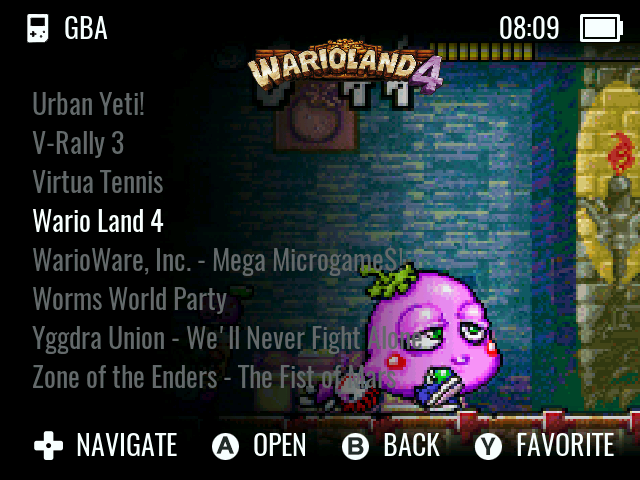 GBA
08:09
WARIOLAND 4
Urban Yeti!
V-Rally 3
Virtua Tennis
Wario Land 4
WarioWare, Inc. - Mega Microgame$!
Worms World Party
Yggdra Union - We'll Never Fight Alone
Zone of the Enders - The Fist of Mars
NAVIGATE A OPEN B BACK Y FAVORITE